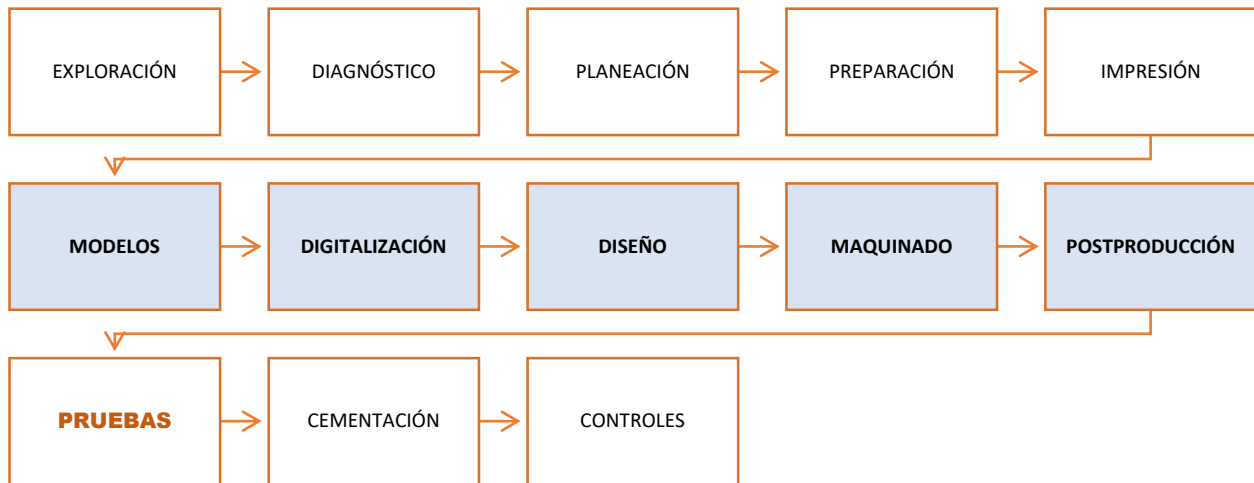 EXPLORACIÓN
DIAGNÓSTICO
PLANEACIÓN
PREPARACIÓN
IMPRESIÓN
MODELOS
DIGITALIZACIÓN
DISEÑO
MAQUINADO
POSTPRODUCCIÓN
PRUEBAS
CEMENTACIÓN
CONTROLES